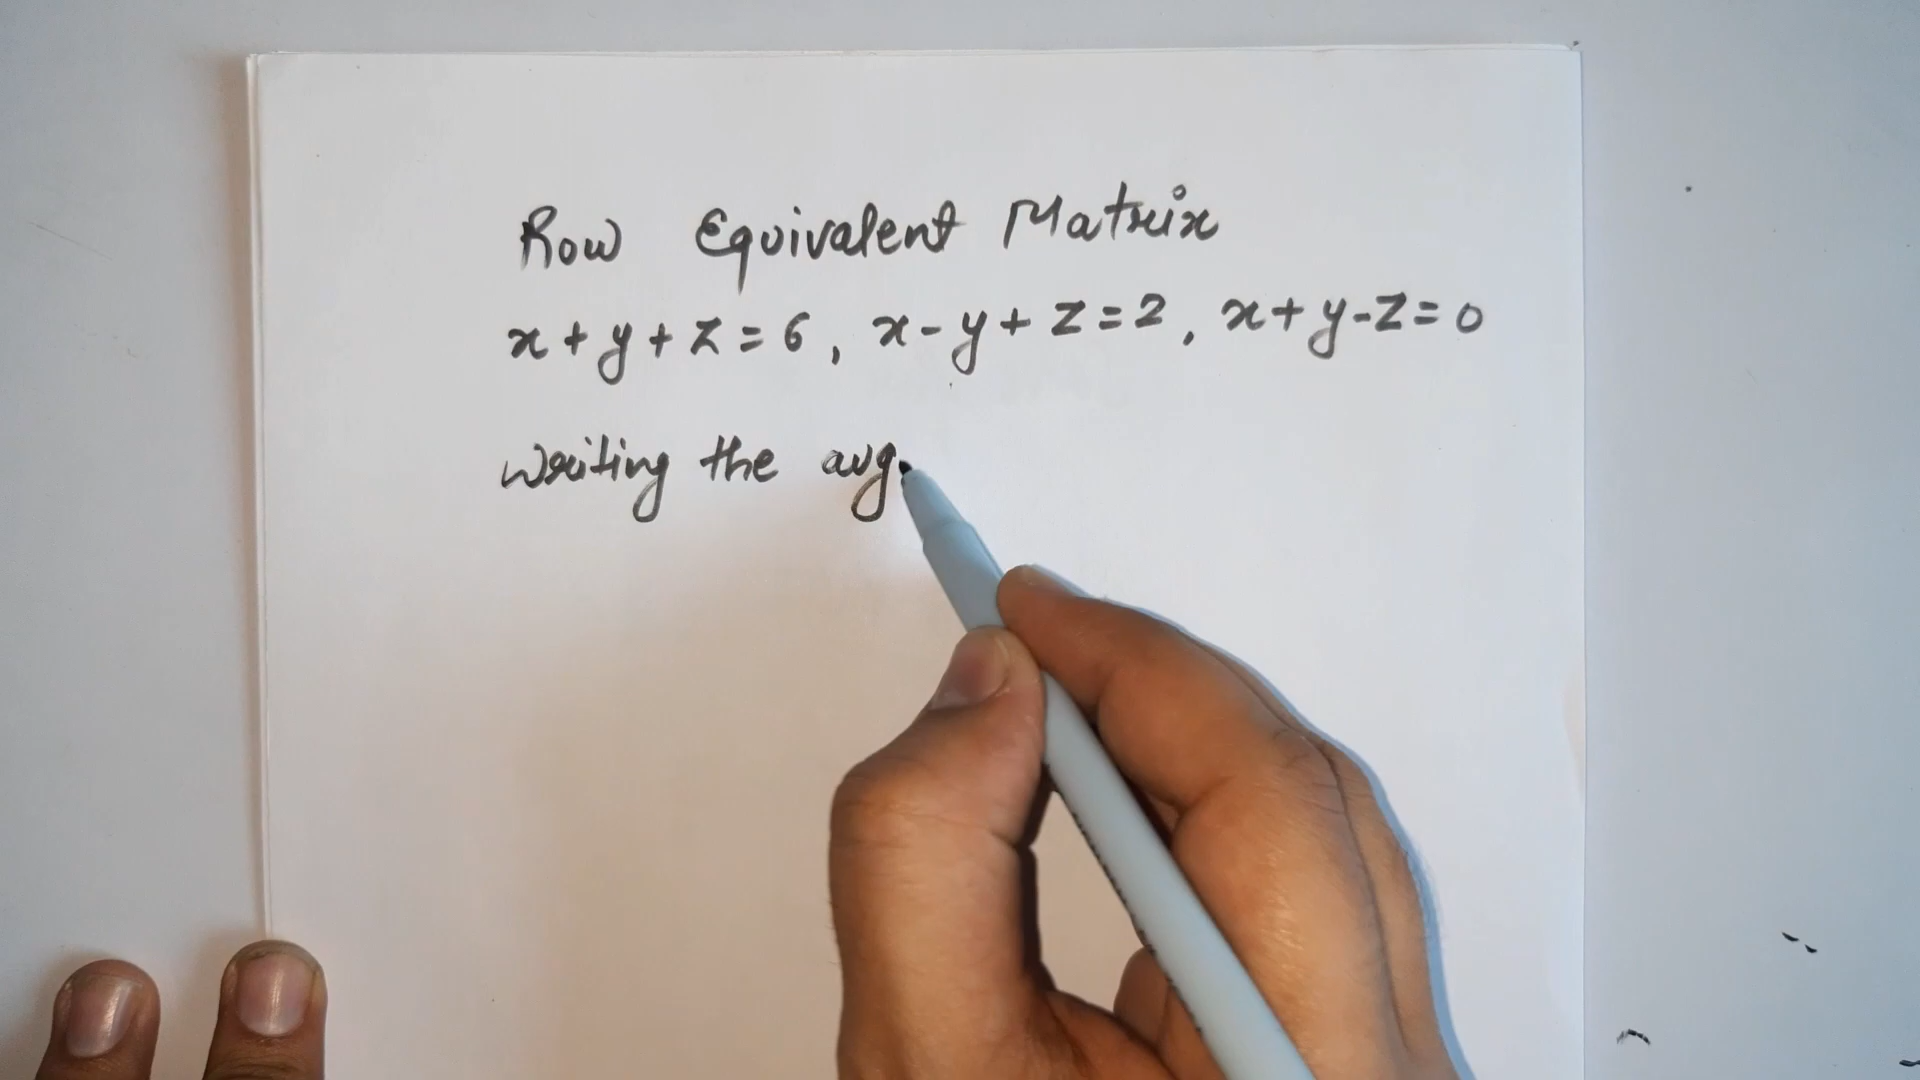 Row Equivalent Matrix
x + y + z = 6, x - y + z = 2, x + y - z = 0
Writing the aug